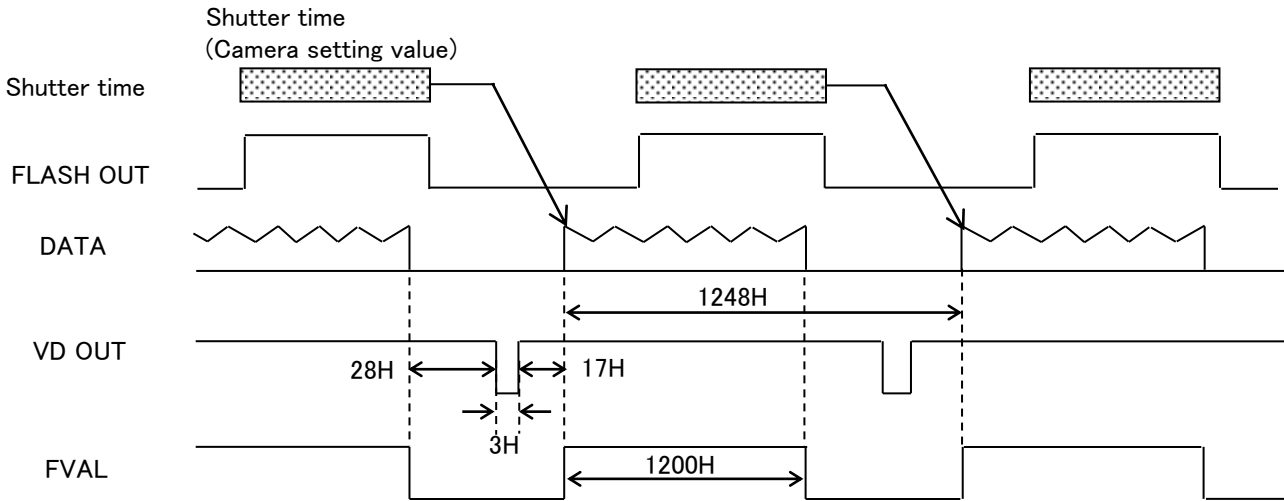 Shutter time
(Camera setting value)
Shutter time
FLASH OUT
DATA
1248H
VD OUT
28H
17H
3H
FVAL
1200H